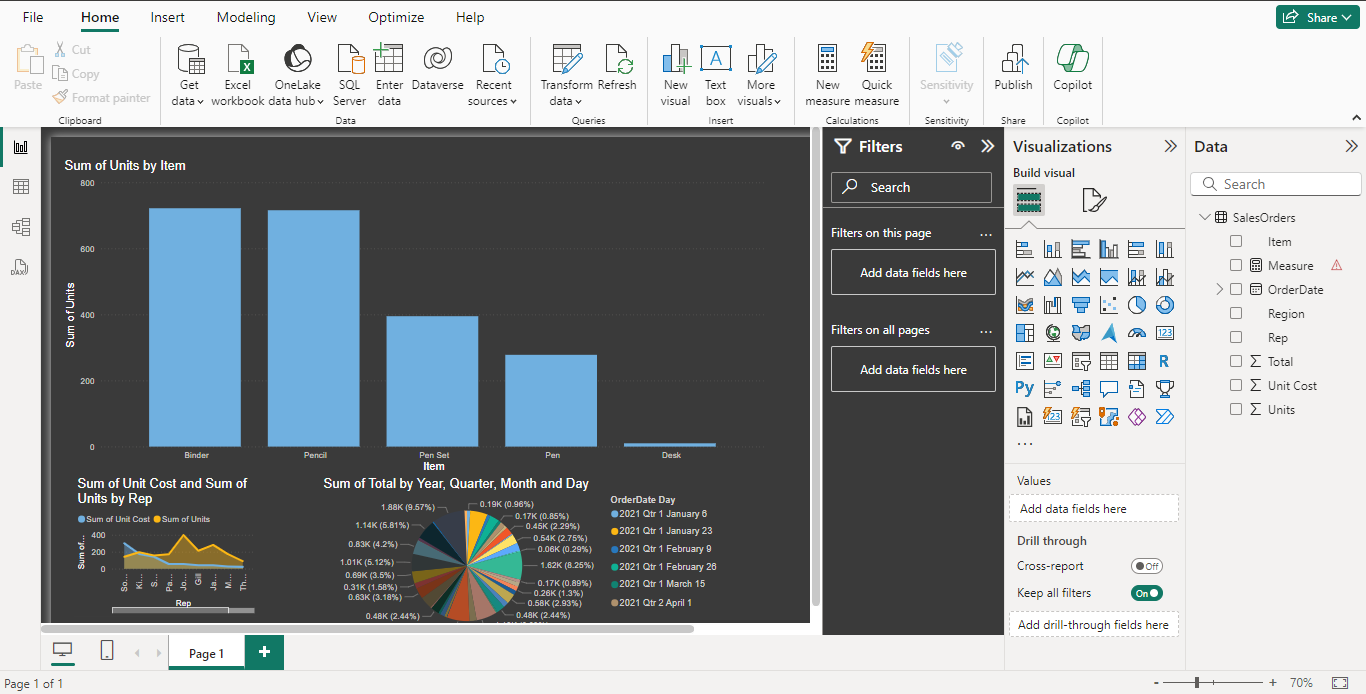 File Home Insert Modeling View Optimize Help Share
Paste
Cut
Copy
Format painter
Clipboard
Get data
Excel workbook
OneLake data hub
SQL Server
Enter data
Dataverse
Recent sources
Data
Transform data
Refresh
Queries
New visual
Text box
More visuals
Insert
New measure
Quick measure
Calculations
Sensitivity
Sensitivity
Publish
Share
Copilot
Copilot
Sum of Units by Item
Sum of Units
800
600
400
200
0
Binder Pencil Pen Set Pen Desk
Item
Sum of Unit Cost and Sum of
Units by Rep
Sum of Unit Cost Sum of Units
Sum of...
400
200
0
So... Ki... S... Pa... Jo... Gill Ja... M... Th...
Rep
Sum of Total by Year, Quarter, Month and Day
0.19K (0.96%)
0.17K (0.85%)
0.45K (2.29%)
0.54K (2.75%)
0.06K (0.29%)
1.62K (8.25%)
0.17K (0.89%)
0.26K (1.3%)
0.58K (2.93%)
0.48K (2.44%)
1.88K (9.57%)
1.14K (5.81%)
0.83K (4.2%)
1.01K (5.12%)
0.69K (3.5%)
0.31K (1.58%)
0.63K (3.18%)
0.48K (2.44%)
OrderDate Day
2021 Qtr 1 January 6
2021 Qtr 1 January 23
2021 Qtr 1 February 9
2021 Qtr 1 February 26
2021 Qtr 1 March 15
2021 Qtr 2 April 1
Filters
Search
Filters on this page ...
Add data fields here
Filters on all pages ...
Add data fields here
Visualizations
Build visual
123
R
Py
123
...
Values
Add data fields here
Drill through
Cross-report Off
Keep all filters On
Add drill-through fields here
Data
Search
SalesOrders
Item
Measure
OrderDate
Region
Rep
Σ Total
Σ Unit Cost
Σ Units
DAX
Page 1 +
Page 1 of 1
- + 70%